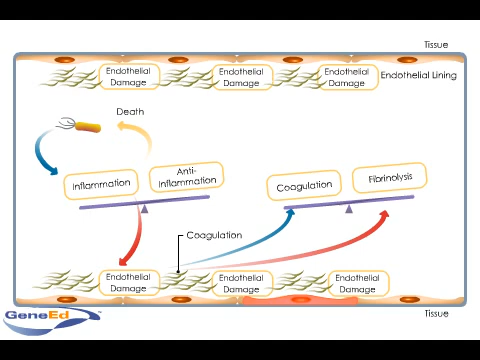 Tissue
Endothelial
Damage
Endothelial
Damage
Endothelial
Damage
Endothelial Lining
Death
Inflammation
Anti-
Inflammation
Coagulation
Fibrinolysis
Coagulation
Endothelial
Damage
Endothelial
Damage
Endothelial
Damage
Tissue
GeneEd